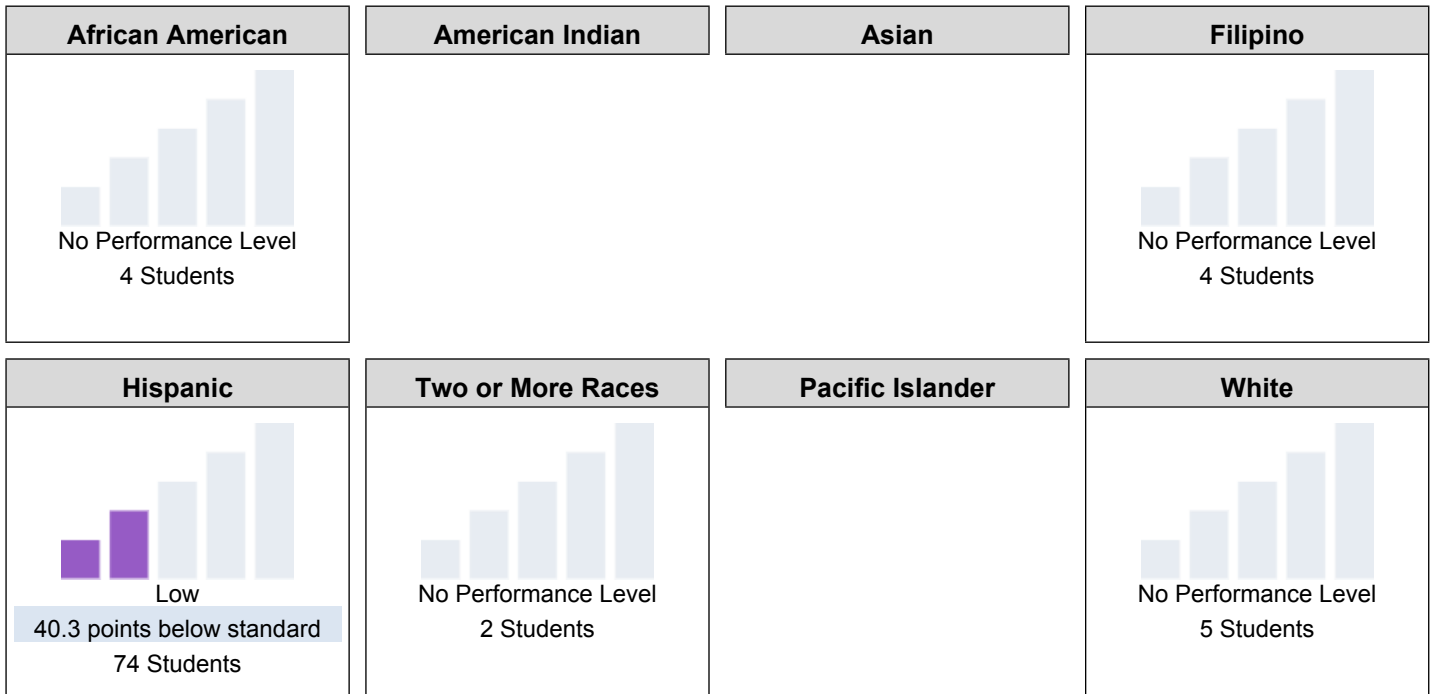 African American
American Indian
Asian
Filipino
No Performance Level
4 Students
No Performance Level
4 Students
Hispanic
Two or More Races
Pacific Islander
White
Low
40.3 points below standard
74 Students
No Performance Level
2 Students
No Performance Level
5 Students